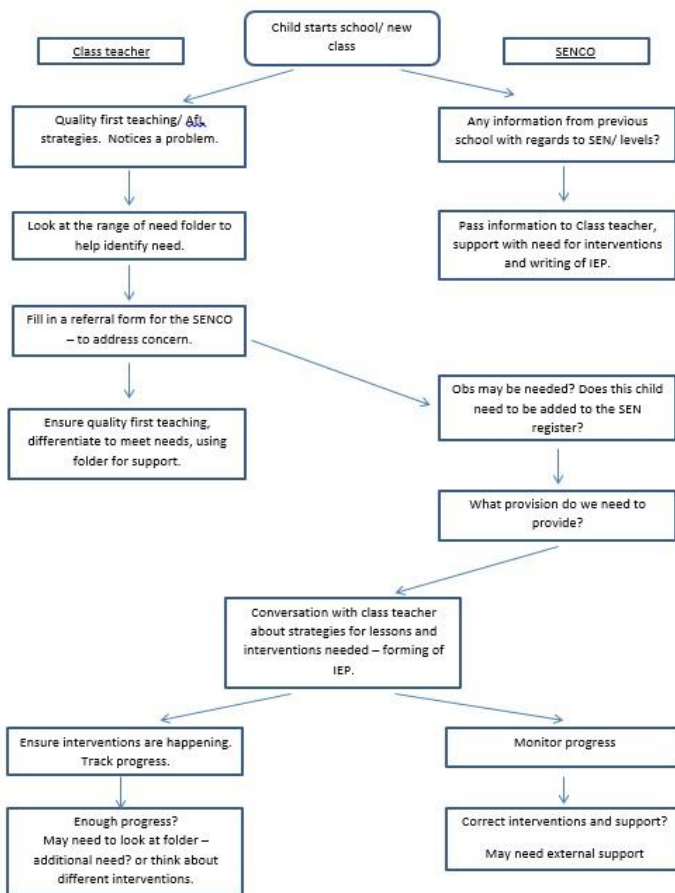 Child starts school/ new
class
Class teacher
SENCO
Quality first teaching/ AfL
strategies.  Notices a problem.
Any information from previous
school with regards to SEN/ levels?
Look at the range of need folder to
help identify need.
Pass information to Class teacher,
support with need for interventions
and writing of IEP.
Fill in a referral form for the SENCO
– to address concern.
Obs may be needed? Does this child
need to be added to the SEN
register?
Ensure quality first teaching,
differentiate to meet needs, using
folder for support.
What provision do we need to
provide?
Conversation with class teacher
about strategies for lessons and
interventions needed – forming of
IEP.
Ensure interventions are happening.
Track progress.
Monitor progress
Enough progress?
May need to look at folder –
additional need? or think about
different interventions.
Correct interventions and support?
May need external support